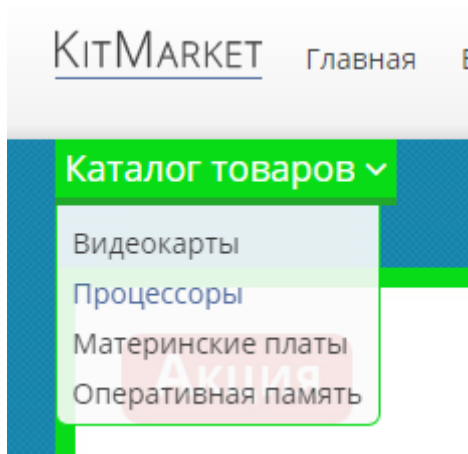 KITMARKET Главная
Каталог товаров
Видеокарты
Процессоры
Материнские платы
Акция
Оперативная память